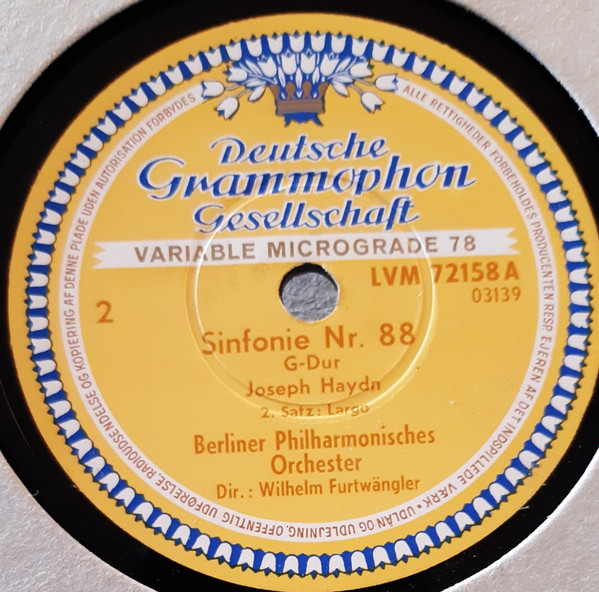 Deutsche
Grammophon
Gesellschaft
VARIABLE MICROGRADE 78
LVM 72158 A
03139
2
Sinfonie Nr. 88
G-Dur
Joseph Haydn
2. Satz: Largo
Berliner Philharmonisches
Orchester
Dir.: Wilhelm Furtwängler
ALLE RETTIGHEDER FORBEHOLDES PRODUCENTEN RESP. EJEREN AF DET INDSPILLEDE VÆRK • UDLÅN OG UDLEJNING, OFFENTLIG UDFØRELSE, RADIOUDSENDELSE OG KOPIERING AF DENNE PLADE UDEN AUTORISATION FORBYDES